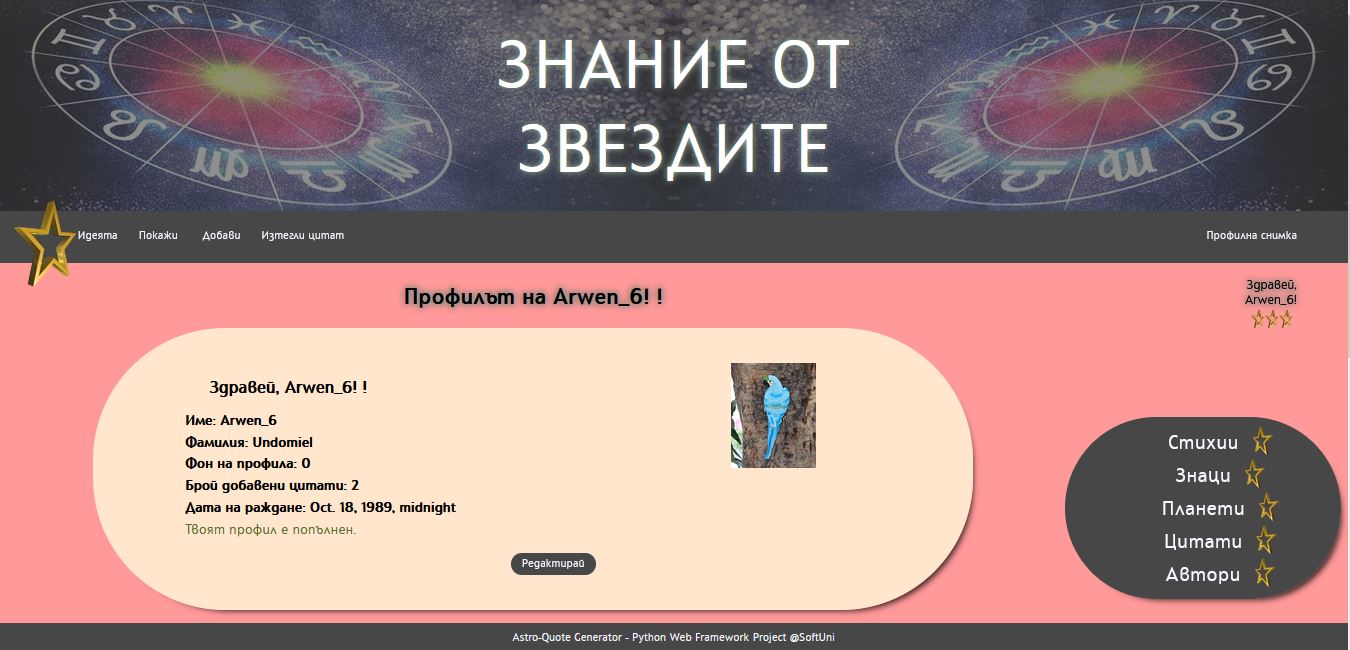 ЗНАНИЕ ОТ
ЗВЕЗДИТЕ
Идеята Покажи Добави Изтегли цитат Профилна снимка
Профилът на Arwen_6! !
Здравей,
Arwen_6!
Здравей, Arwen_6! !
Име: Arwen_6
Фамилия: Undomiel
Фон на профила: 0
Брой добавени цитати: 2
Дата на раждане: Oct. 18, 1989, midnight
Твоят профил е попълнен.
Редактирай
Стихии
Знаци
Планети
Цитати
Автори
Astro-Quote Generator - Python Web Framework Project @SoftUni